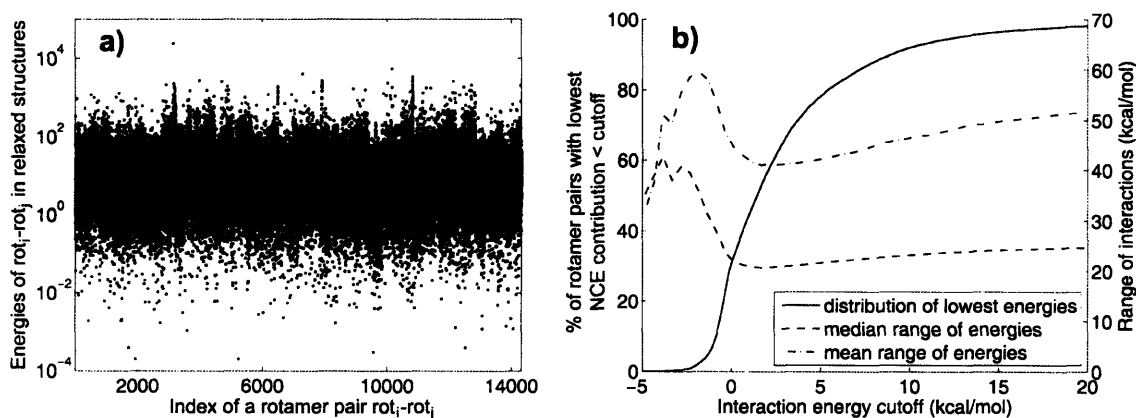 a)
Energies of rot_i-rot_j in relaxed structures
10^2
10^0
10^-2
10^-4
10^4
2000 6000 10000 14000
Index of a rotamer pair rot_i-rot_j
b)
% of rotamer pairs with lowest
NCE contribution < cutoff
100
90
80
60
40
20
0
-5 0 5 10 15 20
Interaction energy cutoff (kcal/mol)
70
60
50
40
30
20
10
0
Range of interactions (kcal/mol)
distribution of lowest energies
median range of energies
mean range of energies